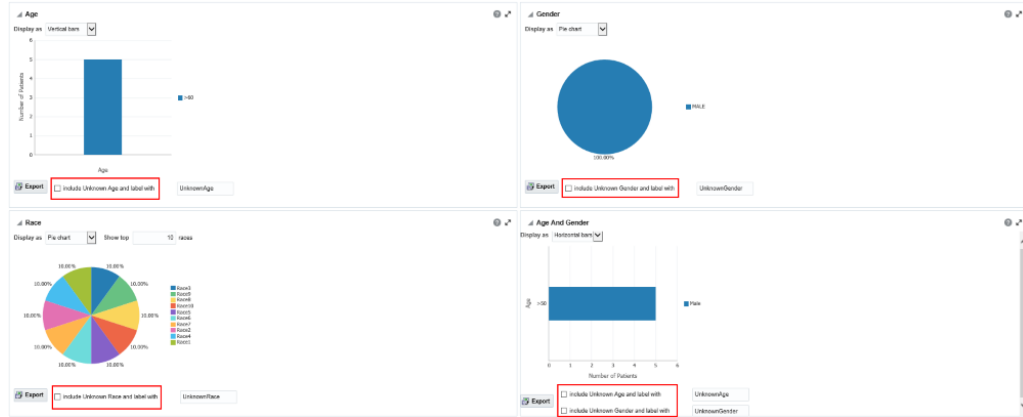 Age
Display as Vertical bars
6
5
4
3
2
1
0
Number of Patients
>60
Age
Export
include Unknown Age and label with
UnknownAge
Gender
Display as Pie chart
MALE
100.00%
Export
include Unknown Gender and label with
UnknownGender
Race
Display as Pie chart Show top 10 races
10.00% 10.00%
10.00% 10.00%
10.00% 10.00%
10.00% 10.00%
10.00% 10.00%
Race3
Race9
Race8
Race10
Race5
Race6
Race7
Race2
Race4
Race1
Export
include Unknown Race and label with
UnknownRace
Age And Gender
Display as Horizontal bars
Age
Male
0 1 2 3 4 5 6
Number of Patients
Export
include Unknown Age and label with
UnknownAge
include Unknown Gender and label with
UnknownGender